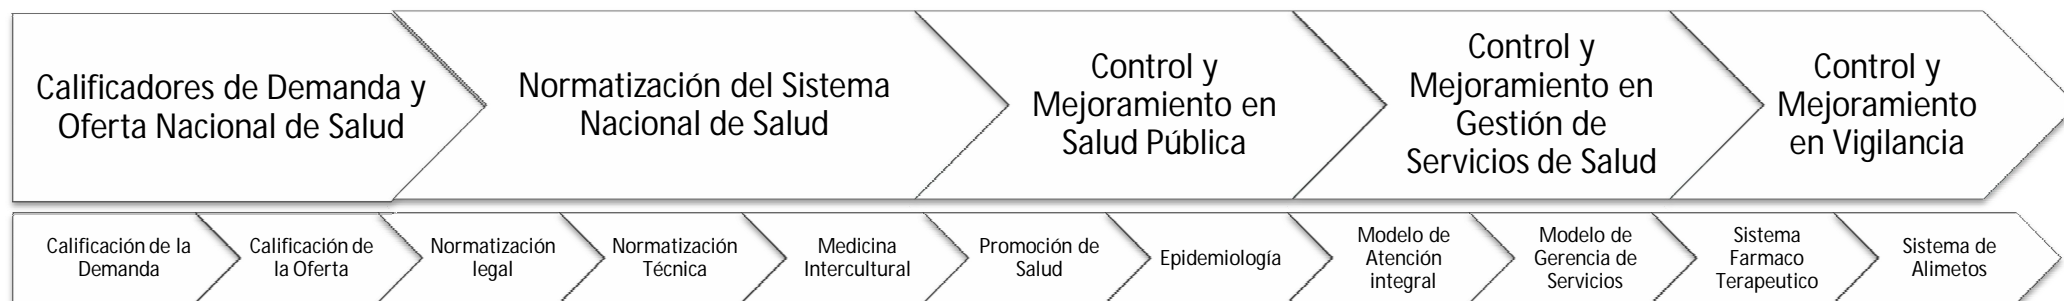 Calificadores de Demanda y
Oferta Nacional de Salud
Normatización del Sistema
Nacional de Salud
Control y
Mejoramiento en
Salud Pública
Control y
Mejoramiento en
Gestión de
Servicios de Salud
Control y
Mejoramiento
en Vigilancia
Calificación de la
Demanda
Calificación de
la Oferta
Normatización
legal
Normatización
Técnica
Medicina
Intercultural
Promoción de
Salud
Epidemiología
Modelo de
Atención
integral
Modelo de
Gerencia de
Servicios
Sistema
Farmaco
Terapeutico
Sistema de
Alimetos